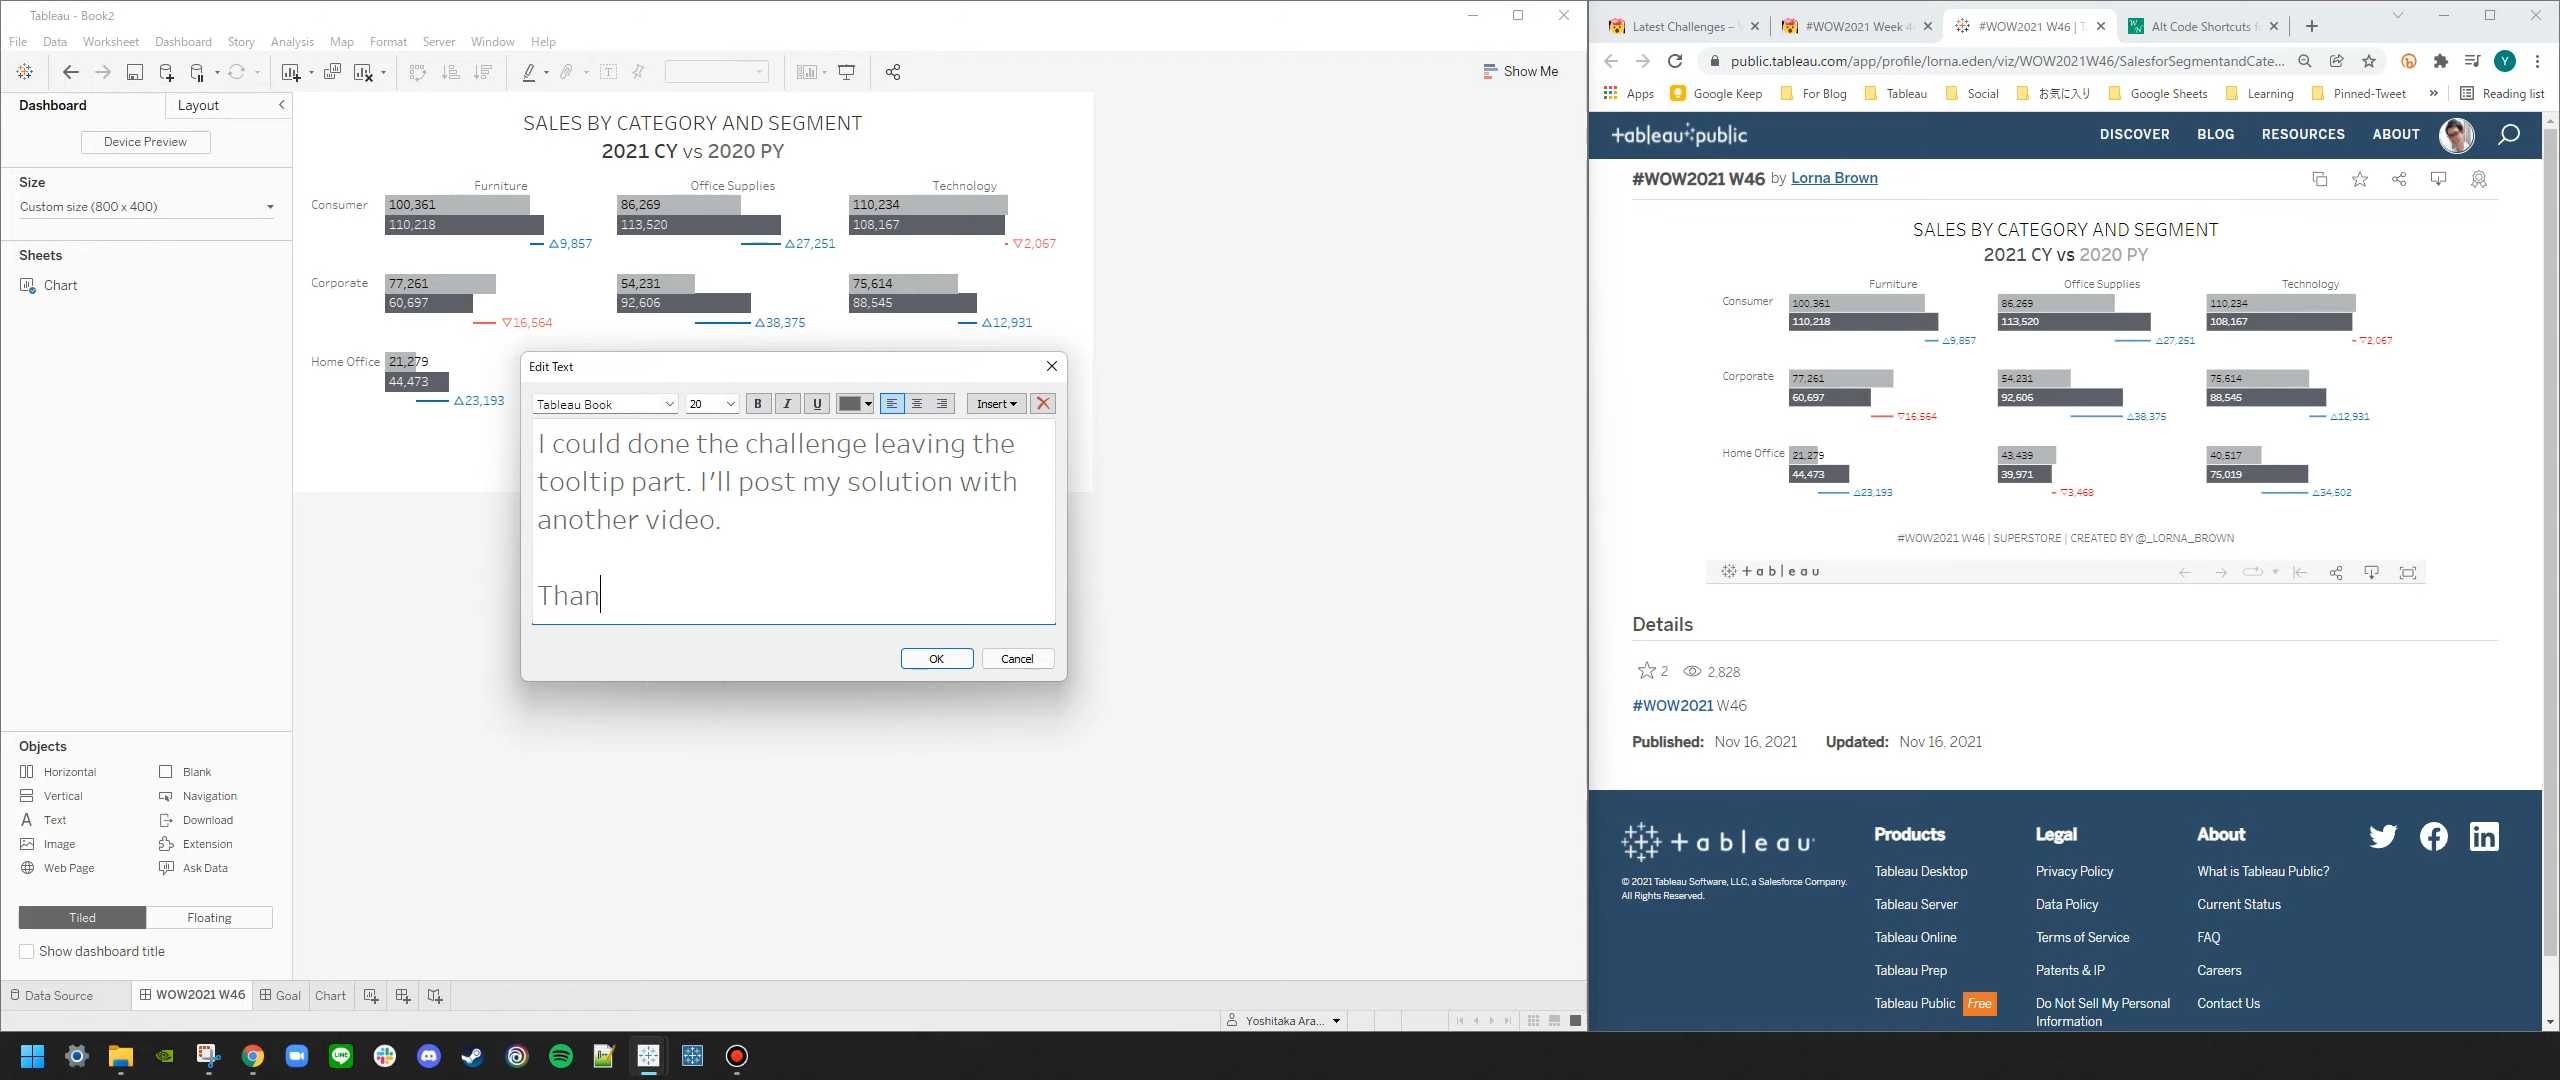 Tableau - Book2
File Data Worksheet Dashboard Story Analysis Map Format Server Window Help
Show Me
Dashboard Layout
Device Preview
Size
Custom size (800 x 400)
Sheets
Chart
SALES BY CATEGORY AND SEGMENT
2021 CY vs 2020 PY
Furniture Office Supplies Technology
Consumer 100,361 86,269 110,234
110,218 113,520 108,167
△9,857 △27,251 ▽2,067
Corporate 77,261 54,231 75,614
60,697 92,606 88,545
▽16,564 △38,375 △12,931
Home Office 21,279
44,473
△23,193
Edit Text
Tableau Book 20 B I U Insert
I could done the challenge leaving the
tooltip part. I'll post my solution with
another video.
Than
OK Cancel
Objects
Horizontal Blank
Vertical Navigation
A Text Download
Image Extension
Web Page Ask Data
Tiled Floating
Show dashboard title
Data Source WOW2021 W46 Goal Chart
Yoshitaka Ara...
Latest Challenges – #WOW2021 Week 4 #WOW2021 W46 | T Alt Code Shortcuts f
public.tableau.com/app/profile/lorna.eden/viz/WOW2021W46/SalesforSegmentandCate... Y
Apps Google Keep For Blog Tableau Social お気に入り Google Sheets Learning Pinned-Tweet » Reading list
+ableau public DISCOVER BLOG RESOURCES ABOUT
#WOW2021 W46 by Lorna Brown
SALES BY CATEGORY AND SEGMENT
2021 CY vs 2020 PY
Furniture Office Supplies Technology
Consumer 100,361 86,269 110,234
110,218 113,520 108,167
△9,857 △27,251 ▽2,067
Corporate 77,261 54,231 75,614
60,697 92,606 88,545
▽16,564 △38,375 △12,931
Home Office 21,279 43,439 40,517
44,473 39,971 75,019
△23,193 ▽3,468 △34,502
#WOW2021 W46 | SUPERSTORE | CREATED BY @_LORNA_BROWN
+ableau
Details
2 2,828
#WOW2021 W46
Published: Nov 16, 2021 Updated: Nov 16, 2021
+ableau
© 2021 Tableau Software, LLC, a Salesforce Company.
All Rights Reserved.
Products
Tableau Desktop
Tableau Server
Tableau Online
Tableau Prep
Tableau Public Free
Legal
Privacy Policy
Data Policy
Terms of Service
Patents & IP
Do Not Sell My Personal
Information
About
What is Tableau Public?
Current Status
FAQ
Careers
Contact Us
LINE